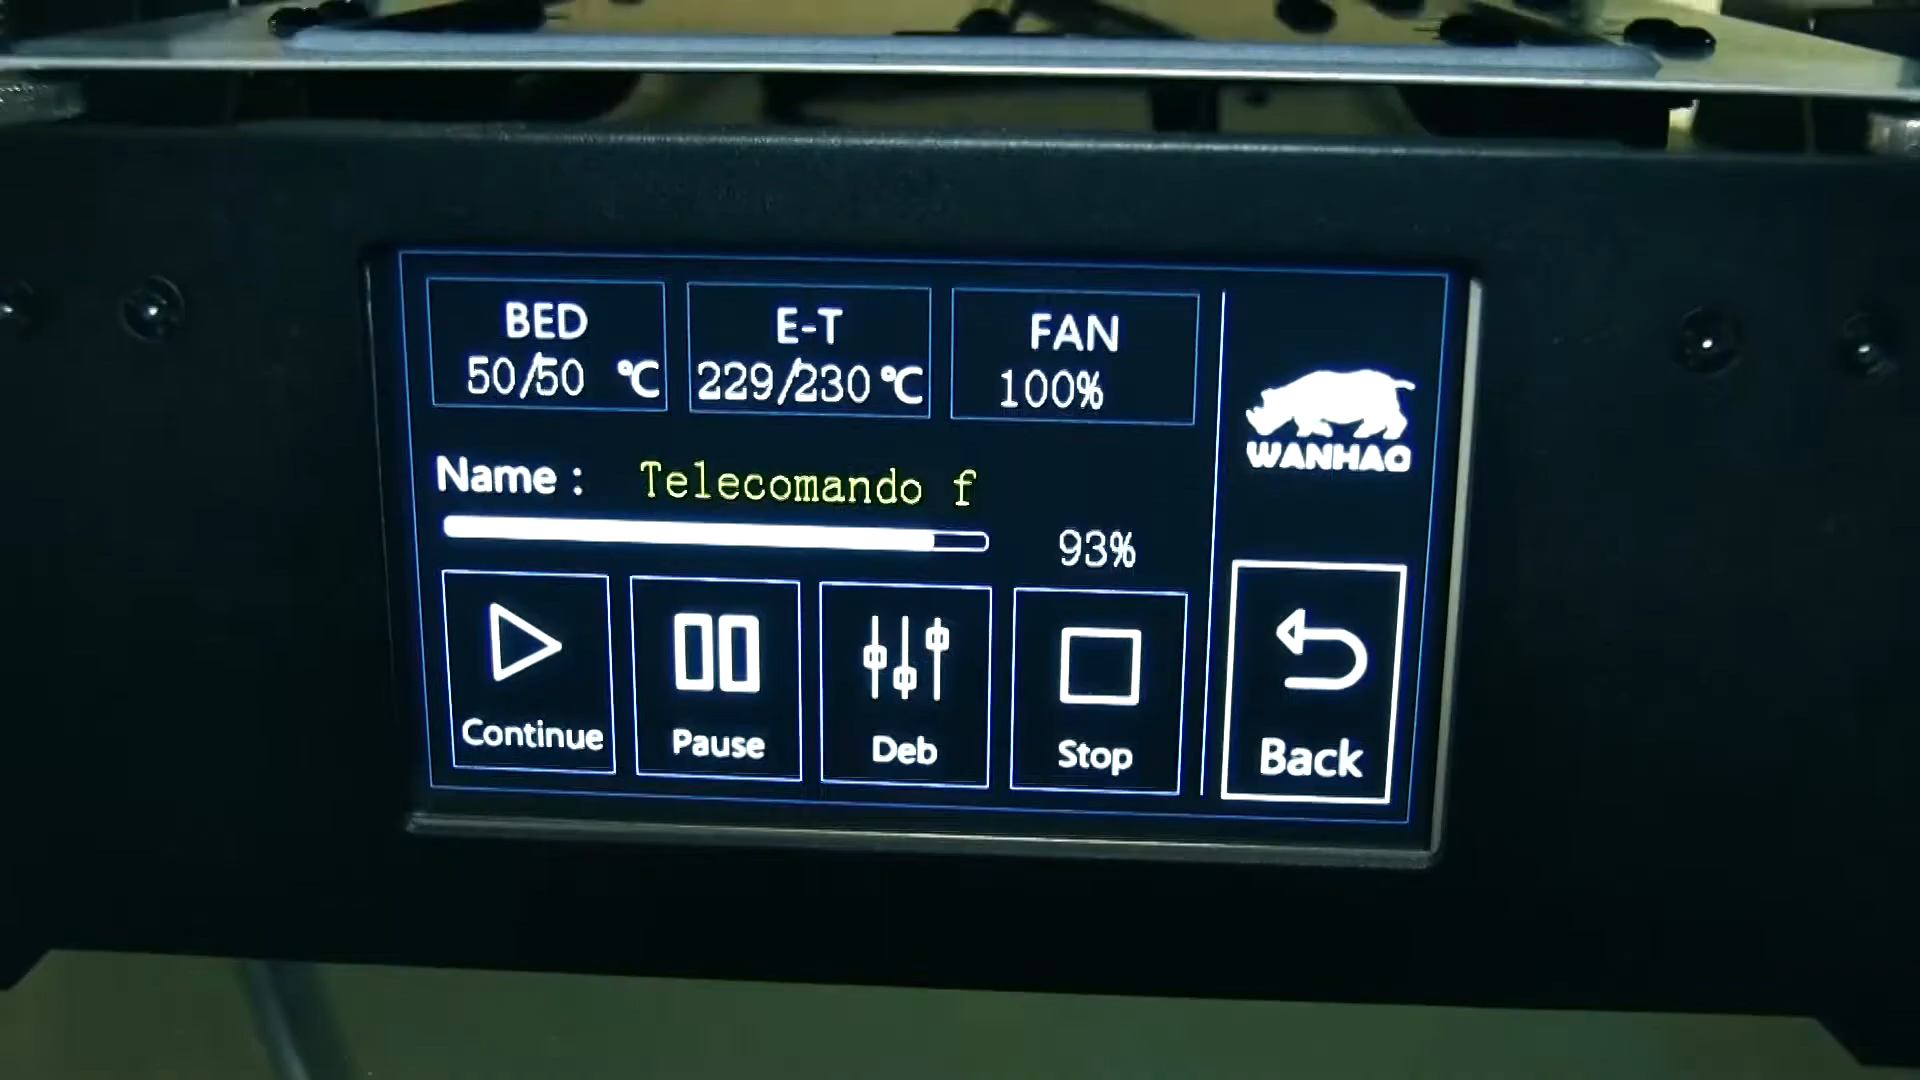 BED
50/50 ℃
E-T
229/230 ℃
FAN
100%
WANHAO
Name : Telecomando f
93%
Continue
Pause
Deb
Stop
Back